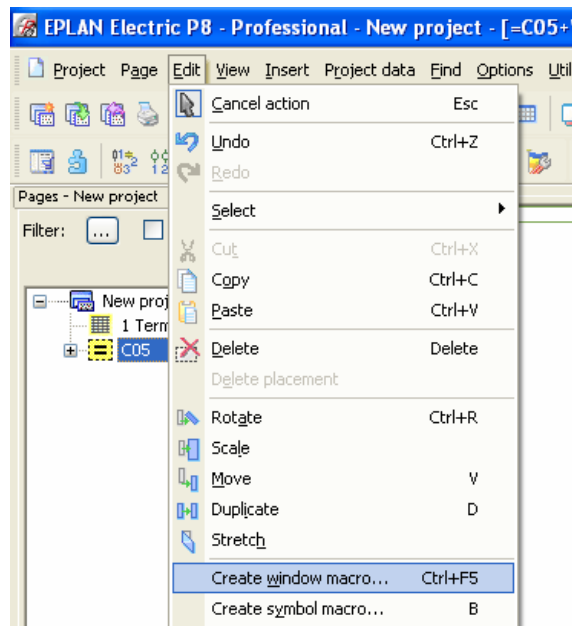 EPLAN Electric P8 - Professional - New project - [=C05+
Project Page Edit View Insert Project data Find Options Util
Cancel action Esc
Undo Ctrl+Z
Redo
Pages - New project
Select
Filter: ...
Cut Ctrl+X
Copy Ctrl+C
New proj
Paste Ctrl+V
1 Term
C05
Delete Delete
Delete placement
Rotate Ctrl+R
Scale
Move V
Duplicate D
Stretch
Create window macro... Ctrl+F5
Create symbol macro... B